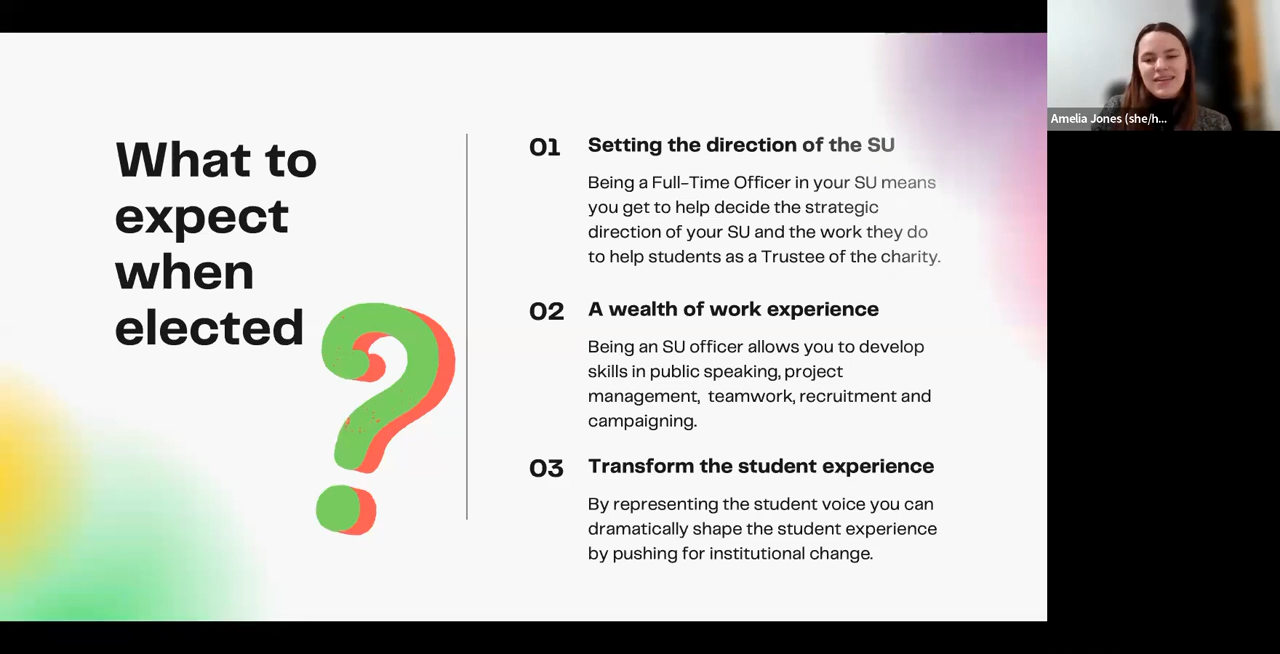 What to
expect
when
elected
?
01
Setting the direction of the SU
Being a Full-Time Officer in your SU means
you get to help decide the strategic
direction of your SU and the work they do
to help students as a Trustee of the charity.
02
A wealth of work experience
Being an SU officer allows you to develop
skills in public speaking, project
management,  teamwork, recruitment and
campaigning.
03
Transform the student experience
By representing the student voice you can
dramatically shape the student experience
by pushing for institutional change.
Amelia Jones (she/h...